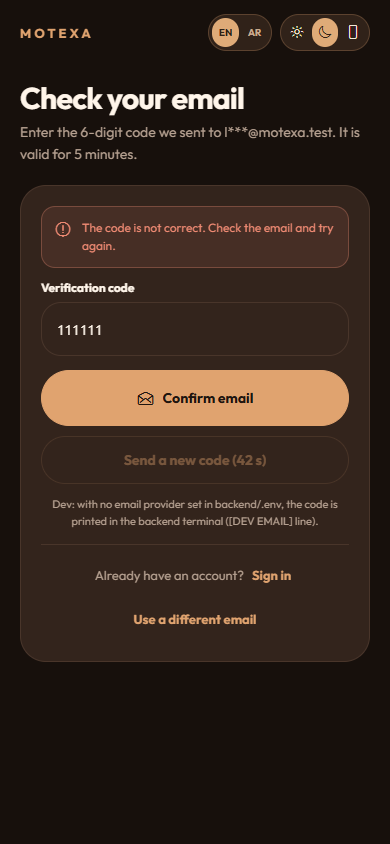 MOTEXA
EN AR
Check your email
Enter the 6-digit code we sent to l***@motexa.test. It is
valid for 5 minutes.
The code is not correct. Check the email and try
again.
Verification code
111111
Confirm email
Send a new code (42 s)
Dev: with no email provider set in backend/.env, the code is
printed in the backend terminal ([DEV EMAIL] line).
Already have an account? Sign in
Use a different email